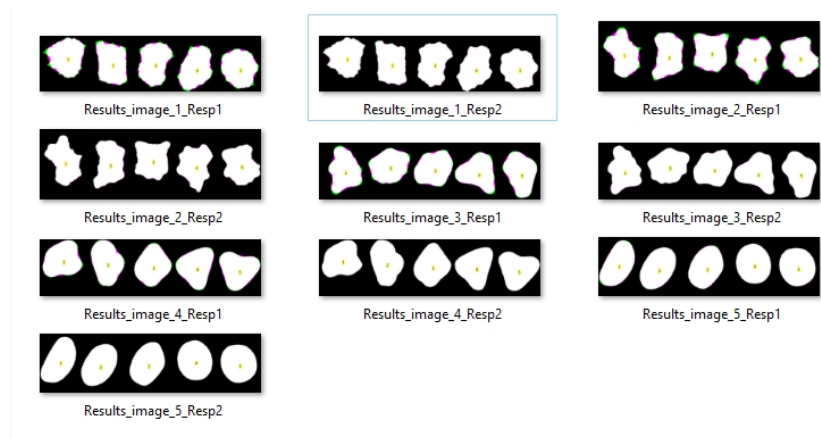 Results_image_1_Resp1
Results_image_1_Resp2
Results_image_2_Resp1
Results_image_2_Resp2
Results_image_3_Resp1
Results_image_3_Resp2
Results_image_4_Resp1
Results_image_4_Resp2
Results_image_5_Resp1
Results_image_5_Resp2